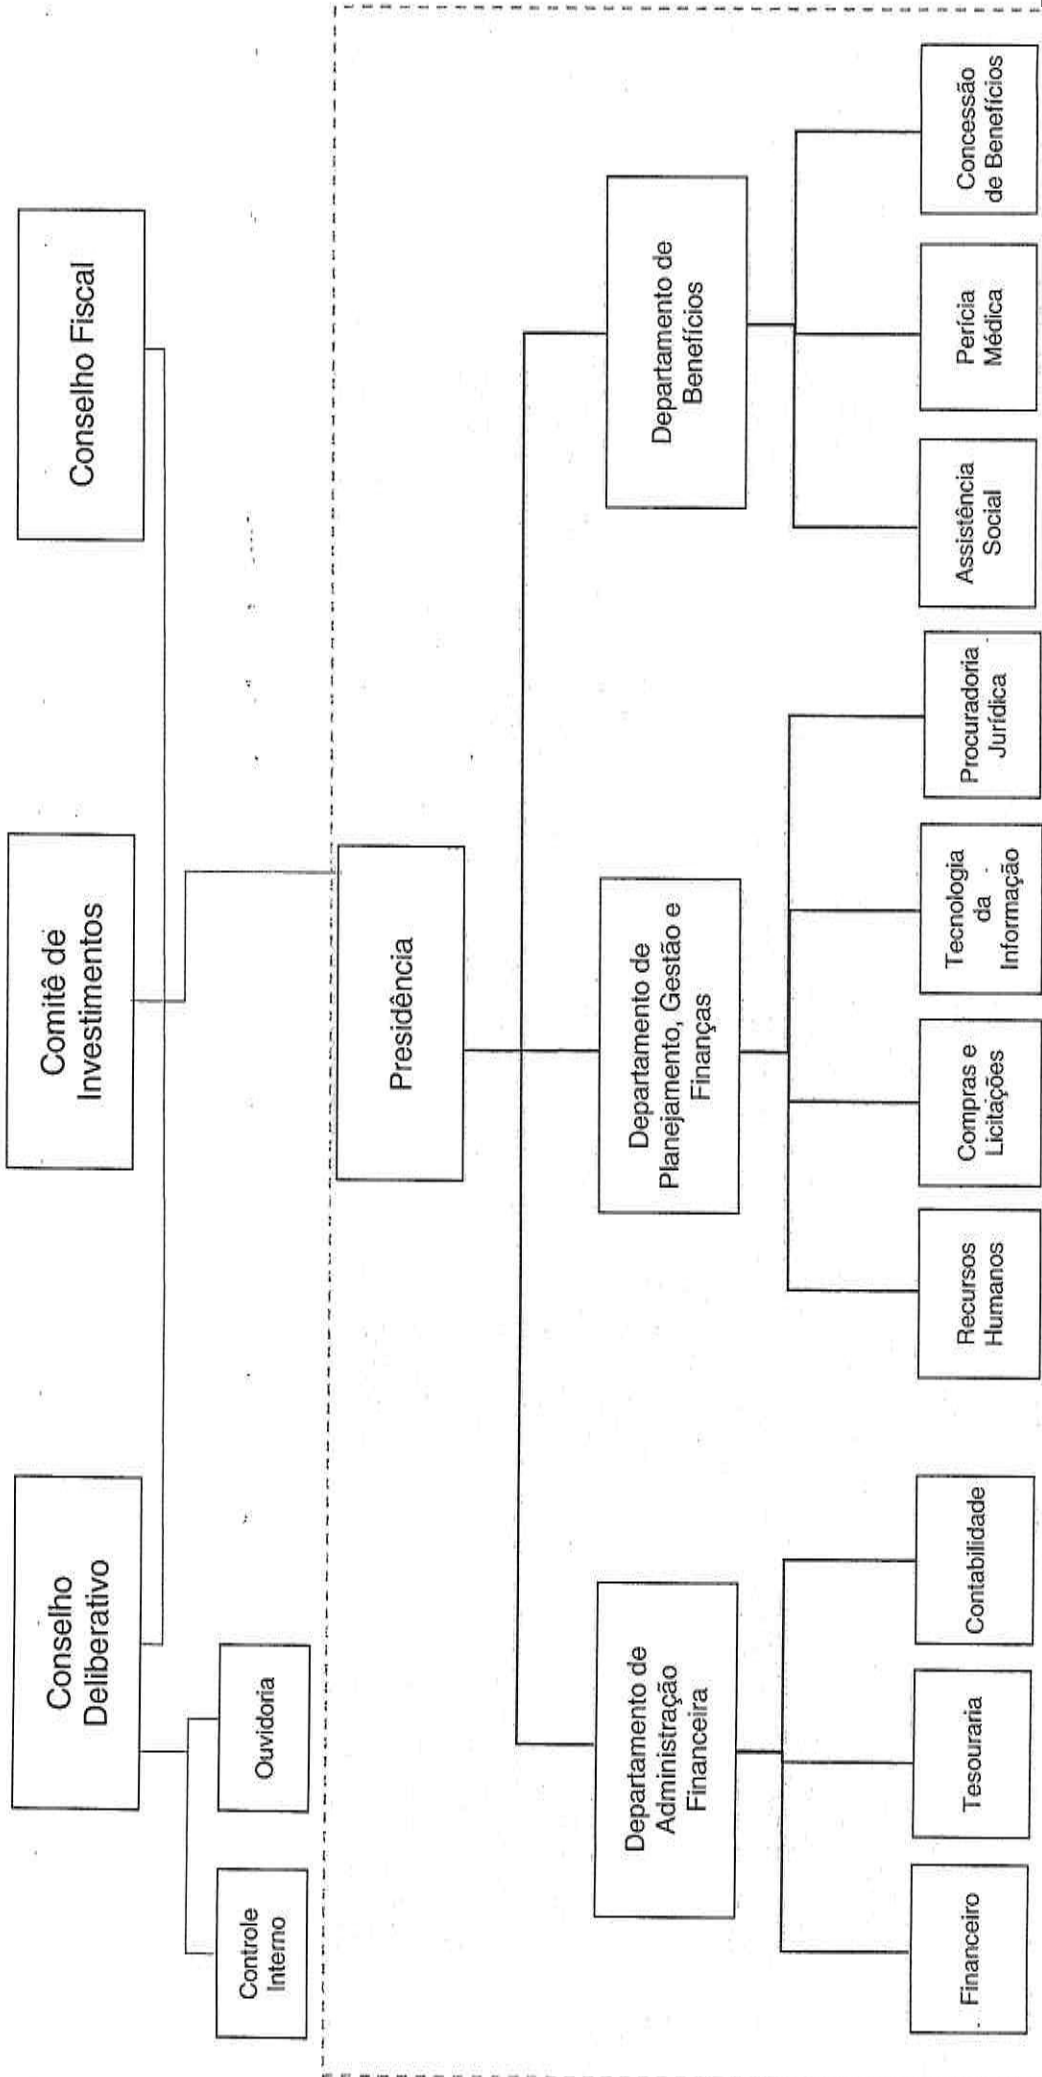 Conselho
Deliberativo
Comitê de
Investimentos
Conselho Fiscal
Controle
Interno
Ouvidoria
Presidência
Departamento de
Administração
Financeira
Departamento de
Planejamento, Gestão e
Finanças
Departamento de
Benefícios
Financeiro
Tesouraria
Contabilidade
Recursos
Humanos
Compras e
Licitações
Tecnologia
da
Informação
Procuradoria
Jurídica
Assistência
Social
Perícia
Médica
Concessão
de Benefícios